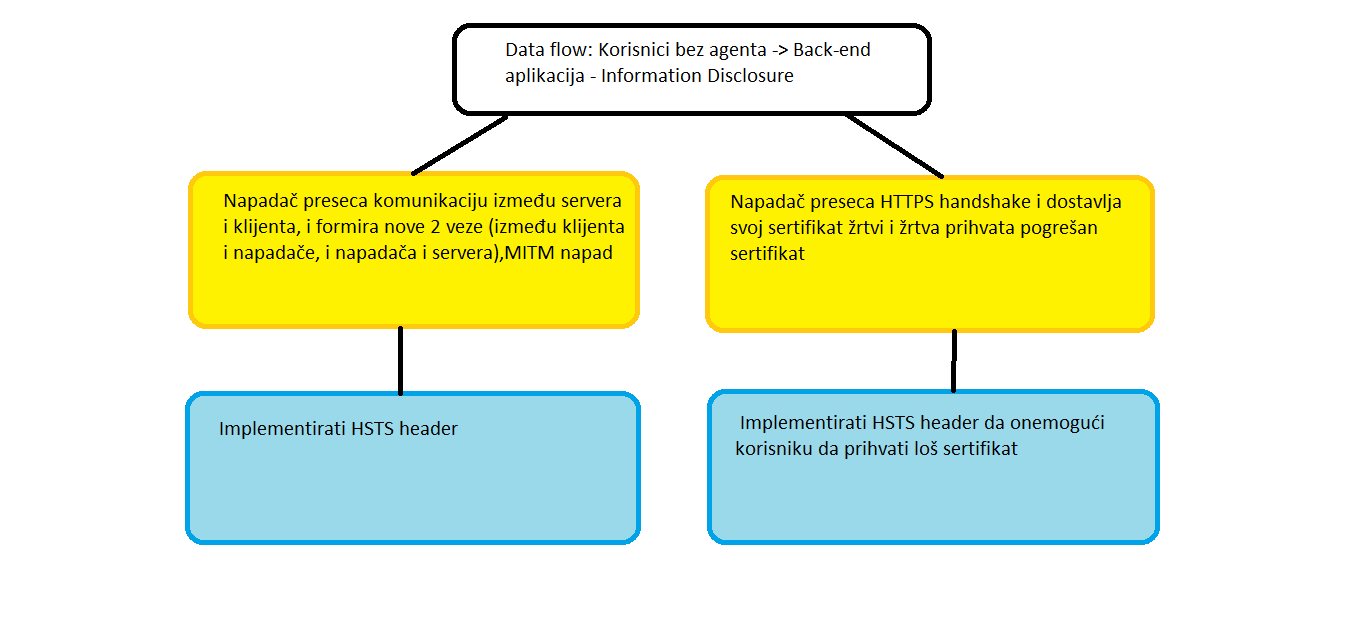 Data flow: Korisnici bez agenta -> Back-end
aplikacija - Information Disclosure
Napadač preseca komunikaciju između servera
i klijenta, i formira nove 2 veze (između klijenta
i napadače, i napadača i servera),MITM napad
Napadač preseca HTTPS handshake i dostavlja
svoj sertifikat žrtvi i žrtva prihvata pogrešan
sertifikat
Implementirati HSTS header
Implementirati HSTS header da onemogući
korisniku da prihvati loš sertifikat